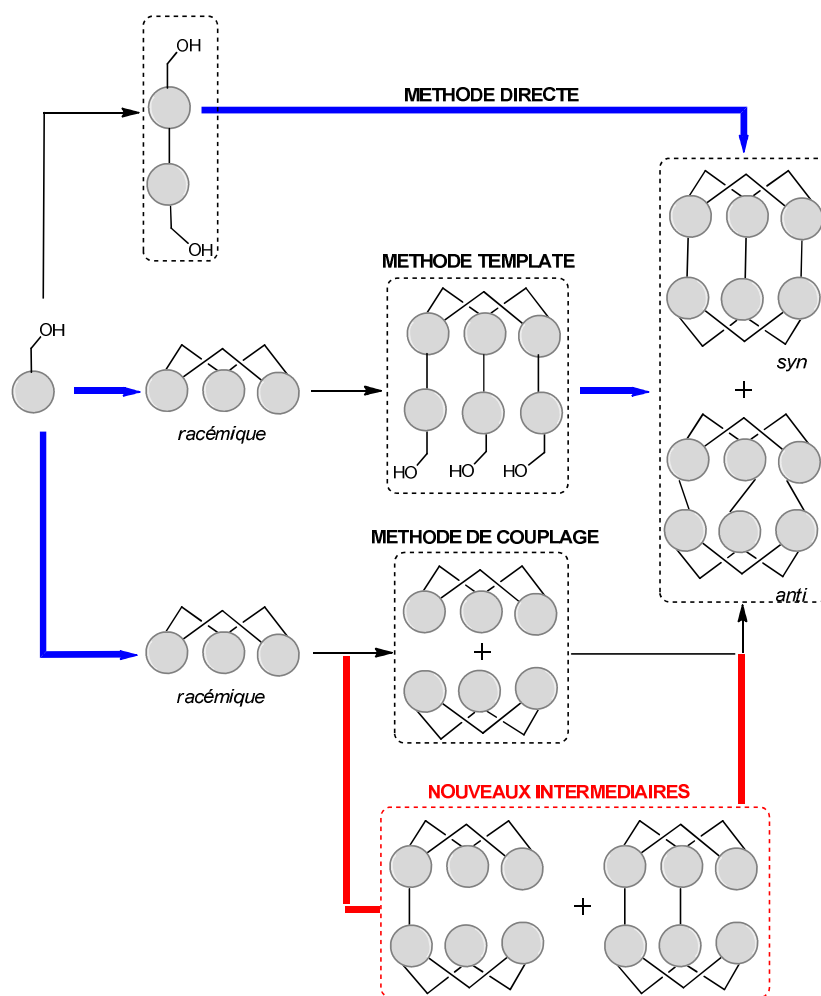 OH
METHODE DIRECTE
OH
METHODE TEMPLATE
syn
OH
+
racémique
HO
HO
HO
METHODE DE COUPLAGE
+
anti
racémique
NOUVEAUX INTERMEDIAIRES
+